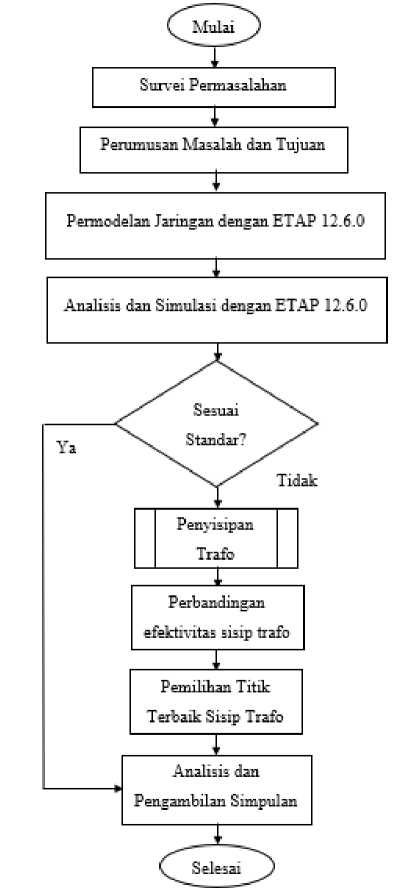 Mulai
Survei Permasalahan
Perumusan Masalah dan Tujuan
Permodelan Jaringan dengan ETAP 12.6.0
Analisis dan Simulasi dengan ETAP 12.6.0
Sesuai
Standar?
Ya
Tidak
Penyisipan
Trafo
Perbandingan
efektivitas sisip trafo
Pemilihan Titik
Terbaik Sisip Trafo
Analisis dan
Pengambilan Simpulan
Selesai